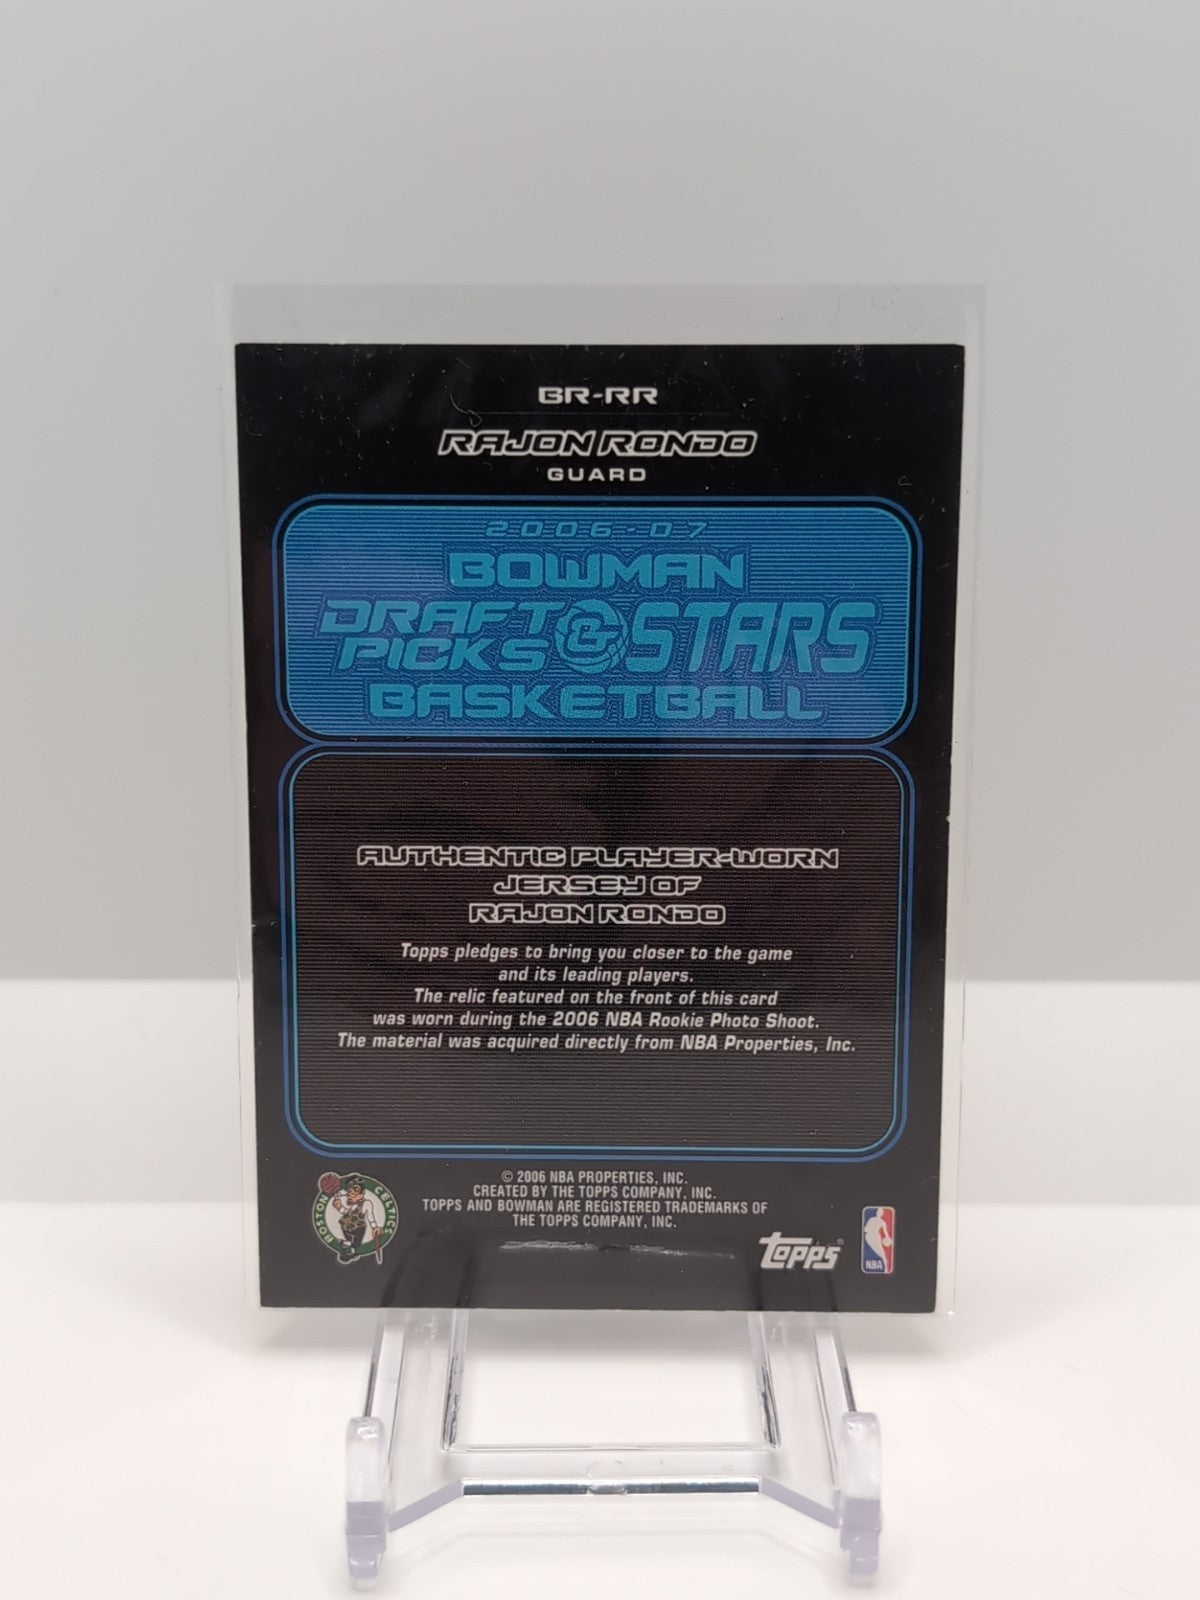 BR-RR
RAJON RONDO
GUARD
2006-07
BOWMAN
DRAFT
PICKS
& STARS
BASKETBALL
AUTHENTIC PLAYER-WORN
JERSEY OF
RAJON RONDO
Topps pledges to bring you closer to the game
and its leading players.
The relic featured on the front of this card
was worn during the 2006 NBA Rookie Photo Shoot.
The material was acquired directly from NBA Properties, Inc.
© 2006 NBA PROPERTIES, INC.
CREATED BY THE TOPPS COMPANY, INC.
TOPPS AND BOWMAN ARE REGISTERED TRADEMARKS OF
THE TOPPS COMPANY, INC.
BOSTON CELTICS
Topps®
NBA